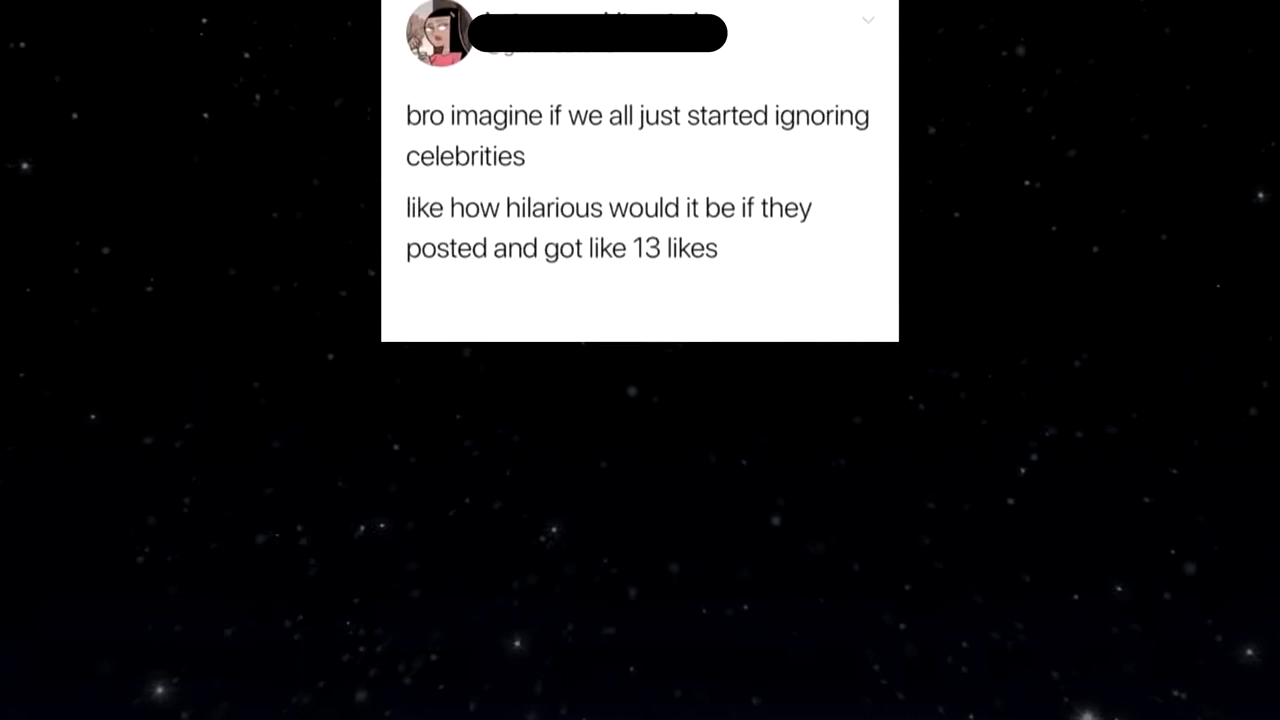 bro imagine if we all just started ignoring
celebrities
like how hilarious would it be if they
posted and got like 13 likes